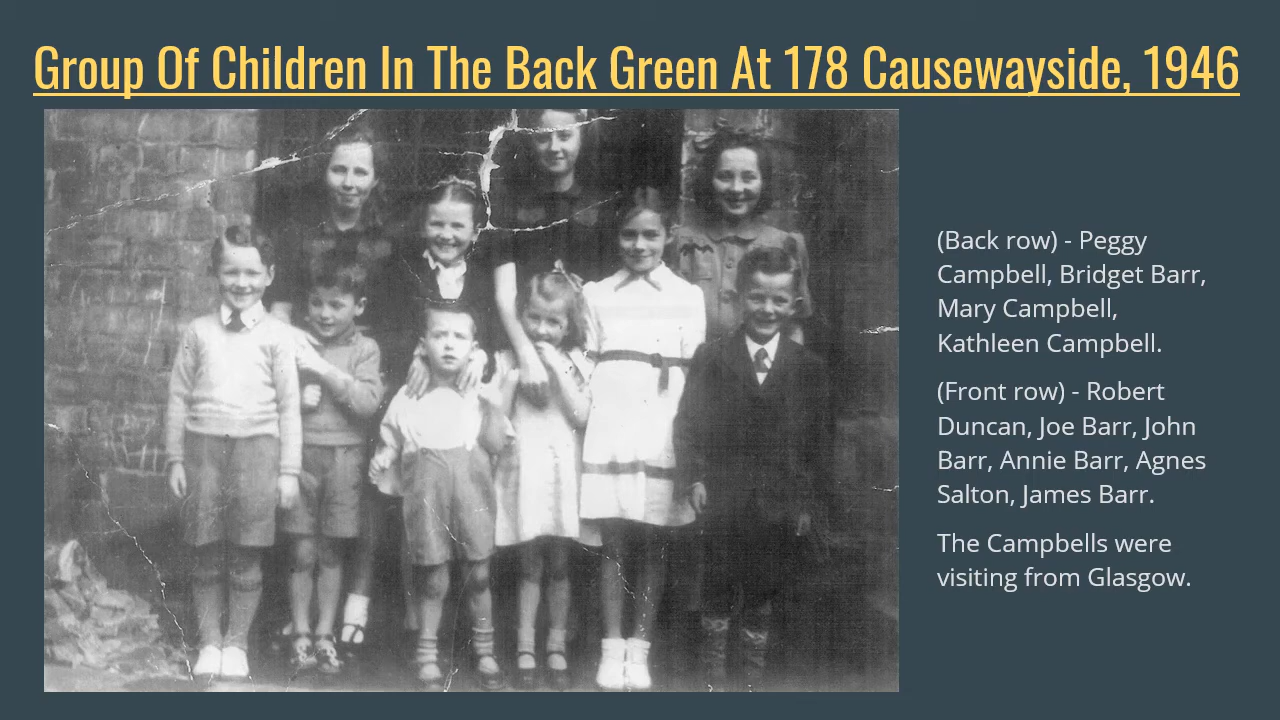 Group Of Children In The Back Green At 178 Causewayside, 1946
(Back row) - Peggy
Campbell, Bridget Barr,
Mary Campbell,
Kathleen Campbell.
(Front row) - Robert
Duncan, Joe Barr, John
Barr, Annie Barr, Agnes
Salton, James Barr.
The Campbells were
visiting from Glasgow.